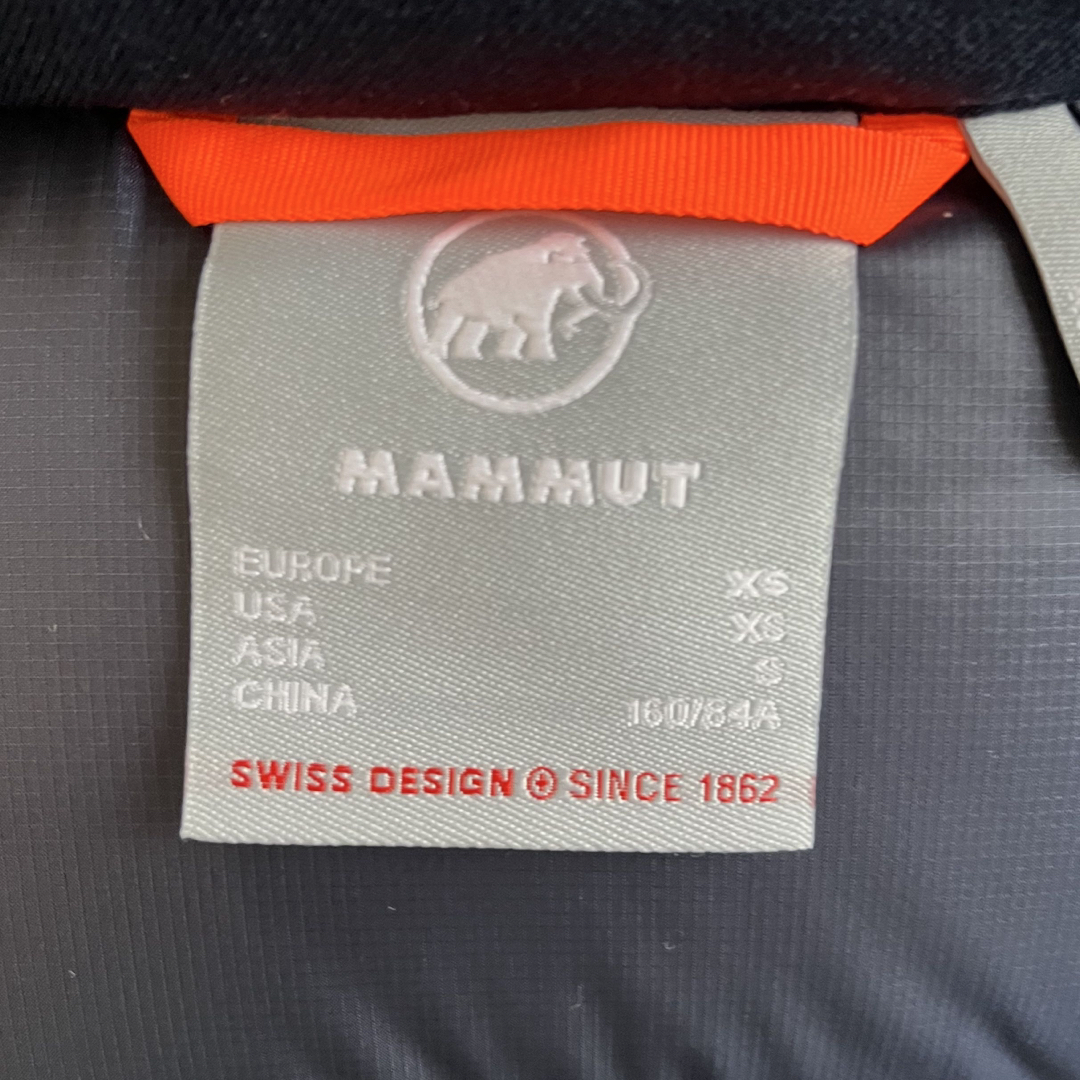 MAMMUT
EUROPE XS
USA XS
ASIA S
CHINA 160/84A
SWISS DESIGN SINCE 1862